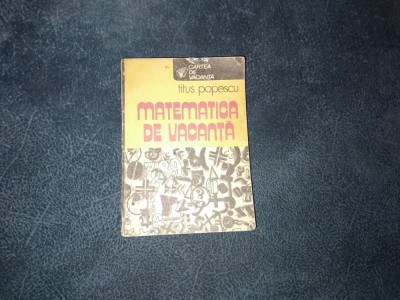 CARTEA
DE
VACANȚĂ
titus popescu
MATEMATICA
DE VACANȚĂ